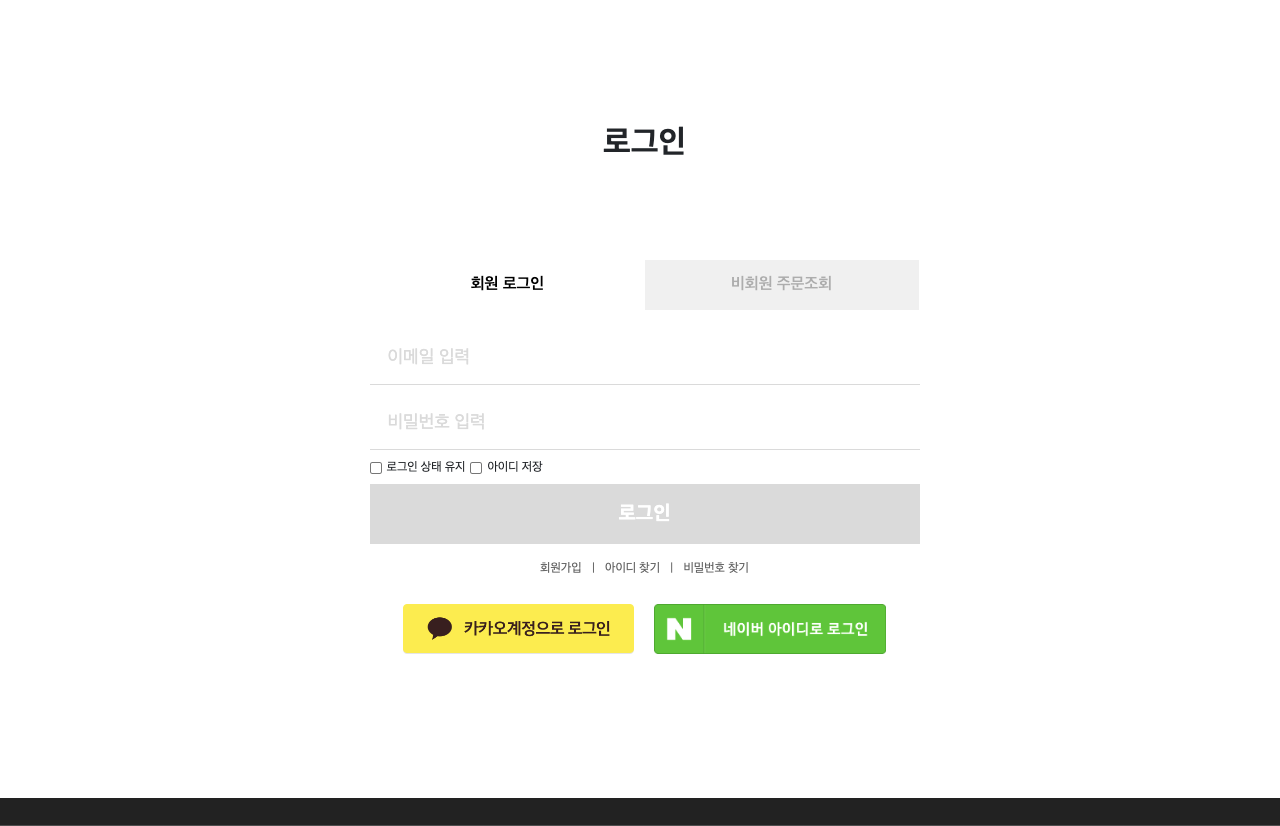 로그인
회원 로그인 비회원 주문조회
이메일 입력
비밀번호 입력
로그인 상태 유지 아이디 저장
로그인
회원가입 | 아이디 찾기 | 비밀번호 찾기
카카오계정으로 로그인 N 네이버 아이디로 로그인